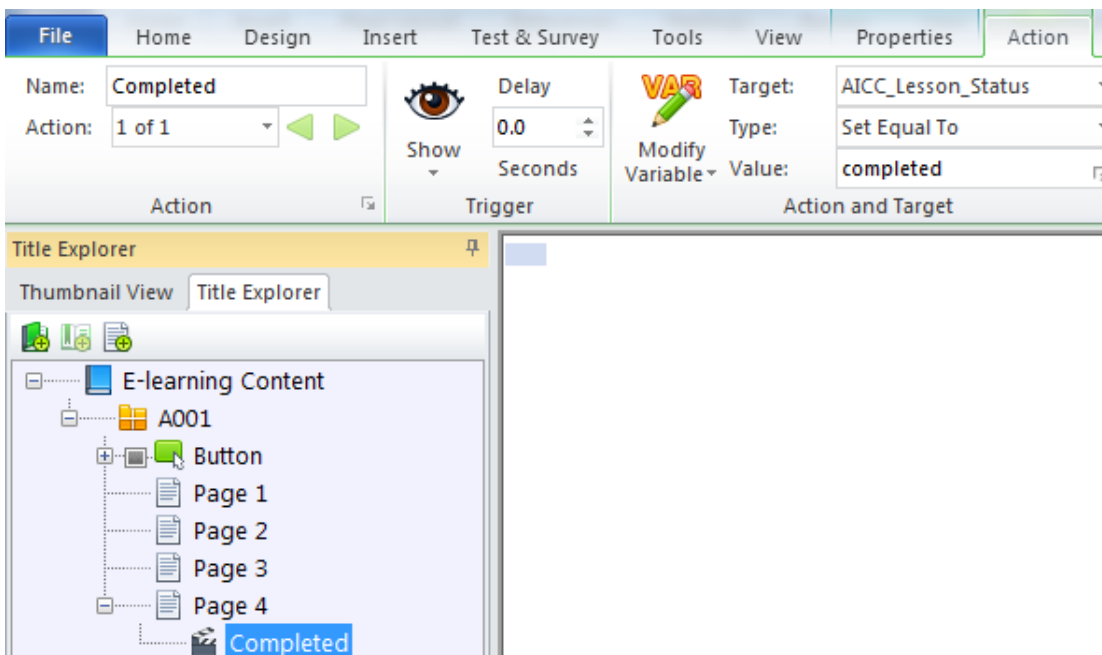 File Home Design Insert Test & Survey Tools View Properties Action
Name: Completed
Action: 1 of 1
Action
Show
Delay
0.0
Seconds
Trigger
Modify
Variable
VAR
Target: AICC_Lesson_Status
Type: Set Equal To
Value: completed
Action and Target
Title Explorer
Thumbnail View Title Explorer
E-learning Content
A001
Button
Page 1
Page 2
Page 3
Page 4
Completed